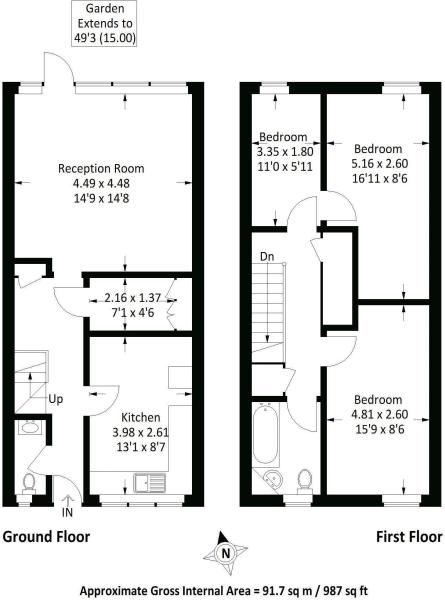 Garden
Extends to
49'3 (15.00)
Reception Room
4.49 x 4.48
14'9 x 14'8
2.16 x 1.37
7'1 x 4'6
Up
Kitchen
3.98 x 2.61
13'1 x 8'7
IN
Ground Floor
Bedroom
3.35 x 1.80
11'0 x 5'11
Bedroom
5.16 x 2.60
16'11 x 8'6
Dn
Bedroom
4.81 x 2.60
15'9 x 8'6
First Floor
N
Approximate Gross Internal Area = 91.7 sq m / 987 sq ft